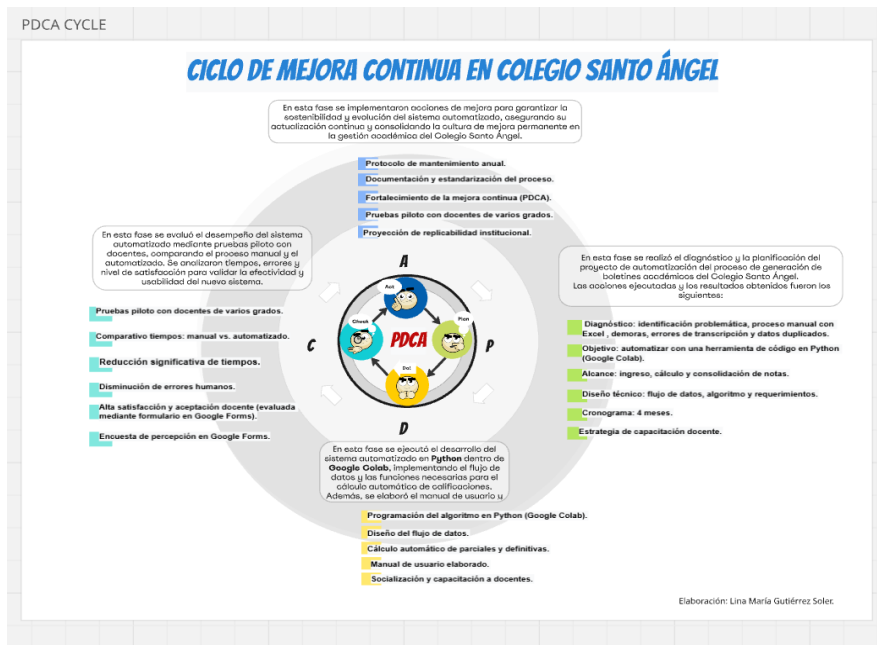 PDCA CYCLE
CICLO DE MEJORA CONTINUA EN COLEGIO SANTO ÁNGEL
En esta fase se implementaron acciones de mejora para garantizar la
sostenibilidad y evolución del sistema automatizado, asegurando su
actualización continua y consolidando la cultura de mejora permanente en
la gestión académica del Colegio Santo Ángel.
Protocolo de mantenimiento anual.
Documentación y estandarización del proceso.
Fortalecimiento de la mejora continua (PDCA).
Pruebas piloto con docentes de varios grados.
Proyección de replicabilidad institucional.
En esta fase se evaluó el desempeño del sistema
automatizado mediante pruebas piloto con
docentes, comparando el proceso manual y el
automatizado. Se analizaron tiempos, errores y
nivel de satisfacción para validar la efectividad y
usabilidad del nuevo sistema.
Pruebas piloto con docentes de varios grados.
Comparativo tiempos: manual vs. automatizado.
Reducción significativa de tiempos.
Disminución de errores humanos.
Alta satisfacción y aceptación docente (evaluada
mediante formulario en Google Forms).
Encuesta de percepción en Google Forms.
A
Act
Check
Plan
C
PDCA
P
Do!
D
En esta fase se realizó el diagnóstico y la planificación del
proyecto de automatización del proceso de generación de
boletines académicos del Colegio Santo Ángel.
Las acciones ejecutadas y los resultados obtenidos fueron los
siguientes:
Diagnóstico: identificación problemática, proceso manual con
Excel , demoras, errores de transcripción y datos duplicados.
Objetivo: automatizar con una herramienta de código en Python
(Google Colab).
Alcance: ingreso, cálculo y consolidación de notas.
Diseño técnico: flujo de datos, algoritmo y requerimientos.
Cronograma: 4 meses.
Estrategia de capacitación docente.
En esta fase se ejecutó el desarrollo del
sistema automatizado en Python dentro de
Google Colab, implementando el flujo de
datos y las funciones necesarias para el
cálculo automático de calificaciones.
Además, se elaboró el manual de usuario y
Programación del algoritmo en Python (Google Colab).
Diseño del flujo de datos.
Cálculo automático de parciales y definitivas.
Manual de usuario elaborado.
Socialización y capacitación a docentes.
Elaboración: Lina María Gutiérrez Soler.